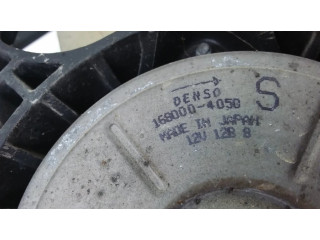 DENSO
S
168000-4050
MADE IN JAPAN
12V 12B 8